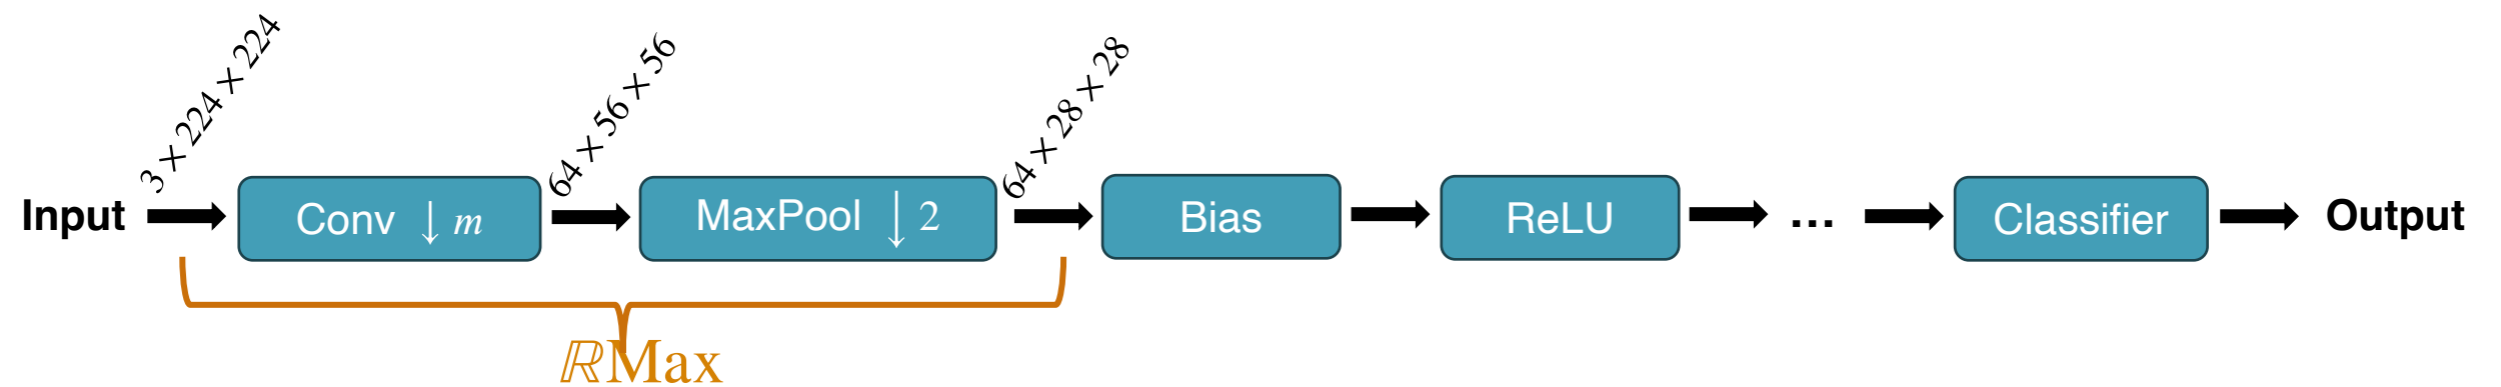 3×224×224
64×56×56
64×28×28
Input
Conv ↓ m
MaxPool ↓ 2
Bias
ReLU
...
Classifier
Output
ℝMax